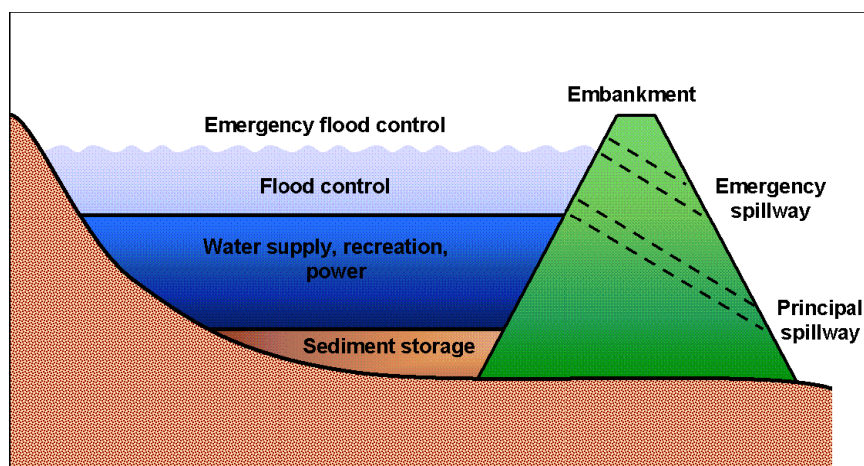 Embankment
Emergency flood control
Flood control
Emergency
spillway
Water supply, recreation,
power
Principal
spillway
Sediment storage